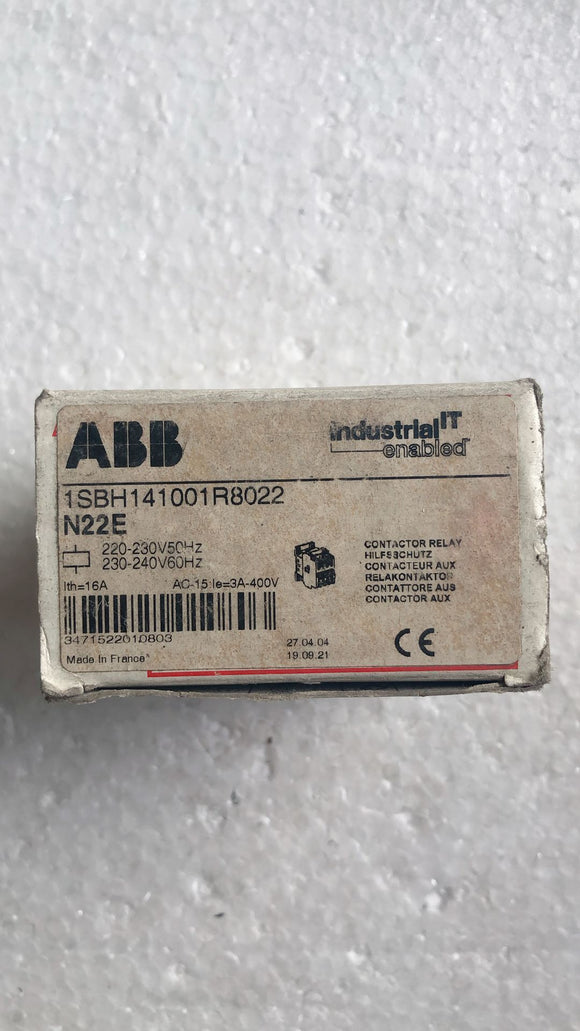 ABB
industrial IT
enabled
1SBH141001R8022
N22E
220-230V50Hz
230-240V60Hz
Ith=16A AC-15:Ie=3A-400V
3471522010803
Made In France
27.04.04
19.09.21
CONTACTOR RELAY
HILFSSCHUTZ
CONTACTEUR AUX
RELAKONTAKTOR
CONTATTORE AUS
CONTACTOR AUX
CE